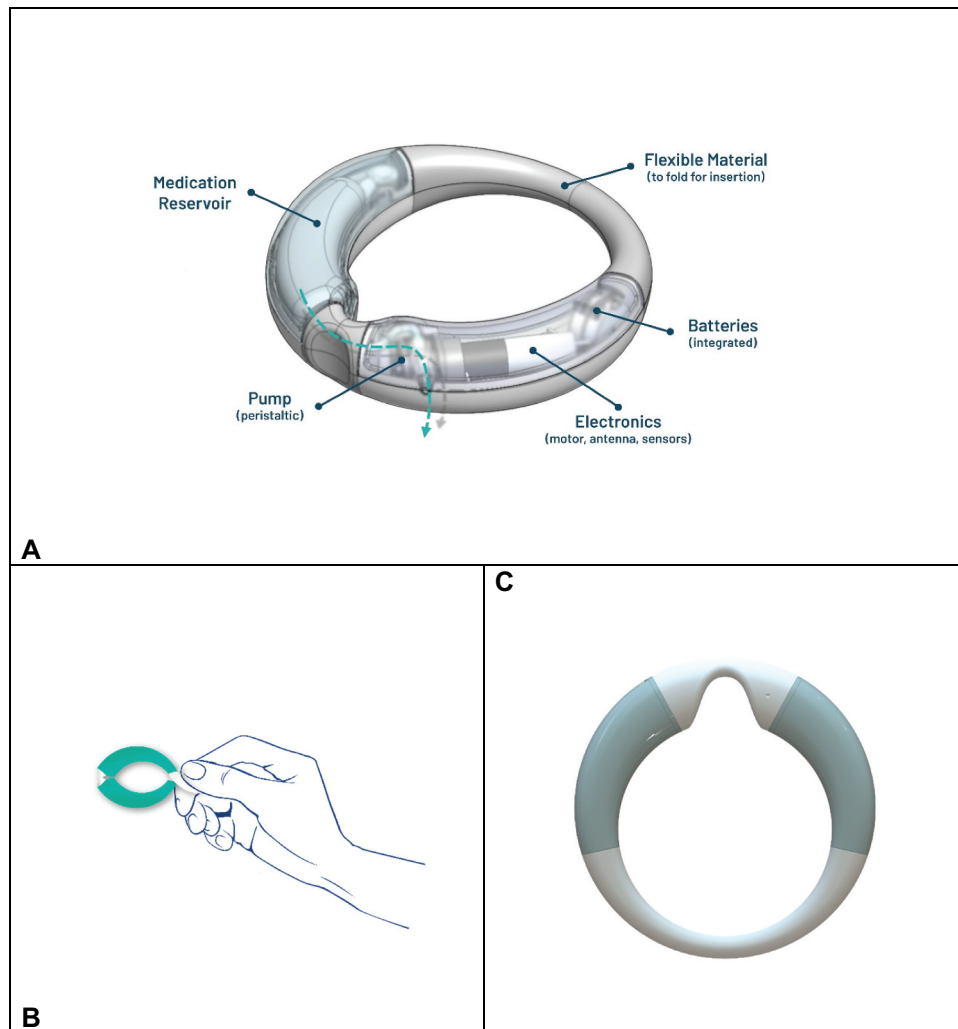 Medication
Reservoir
Flexible Material
(to fold for insertion)
Batteries
(integrated)
Pump
(peristaltic)
Electronics
(motor, antenna, sensors)
A
B
C